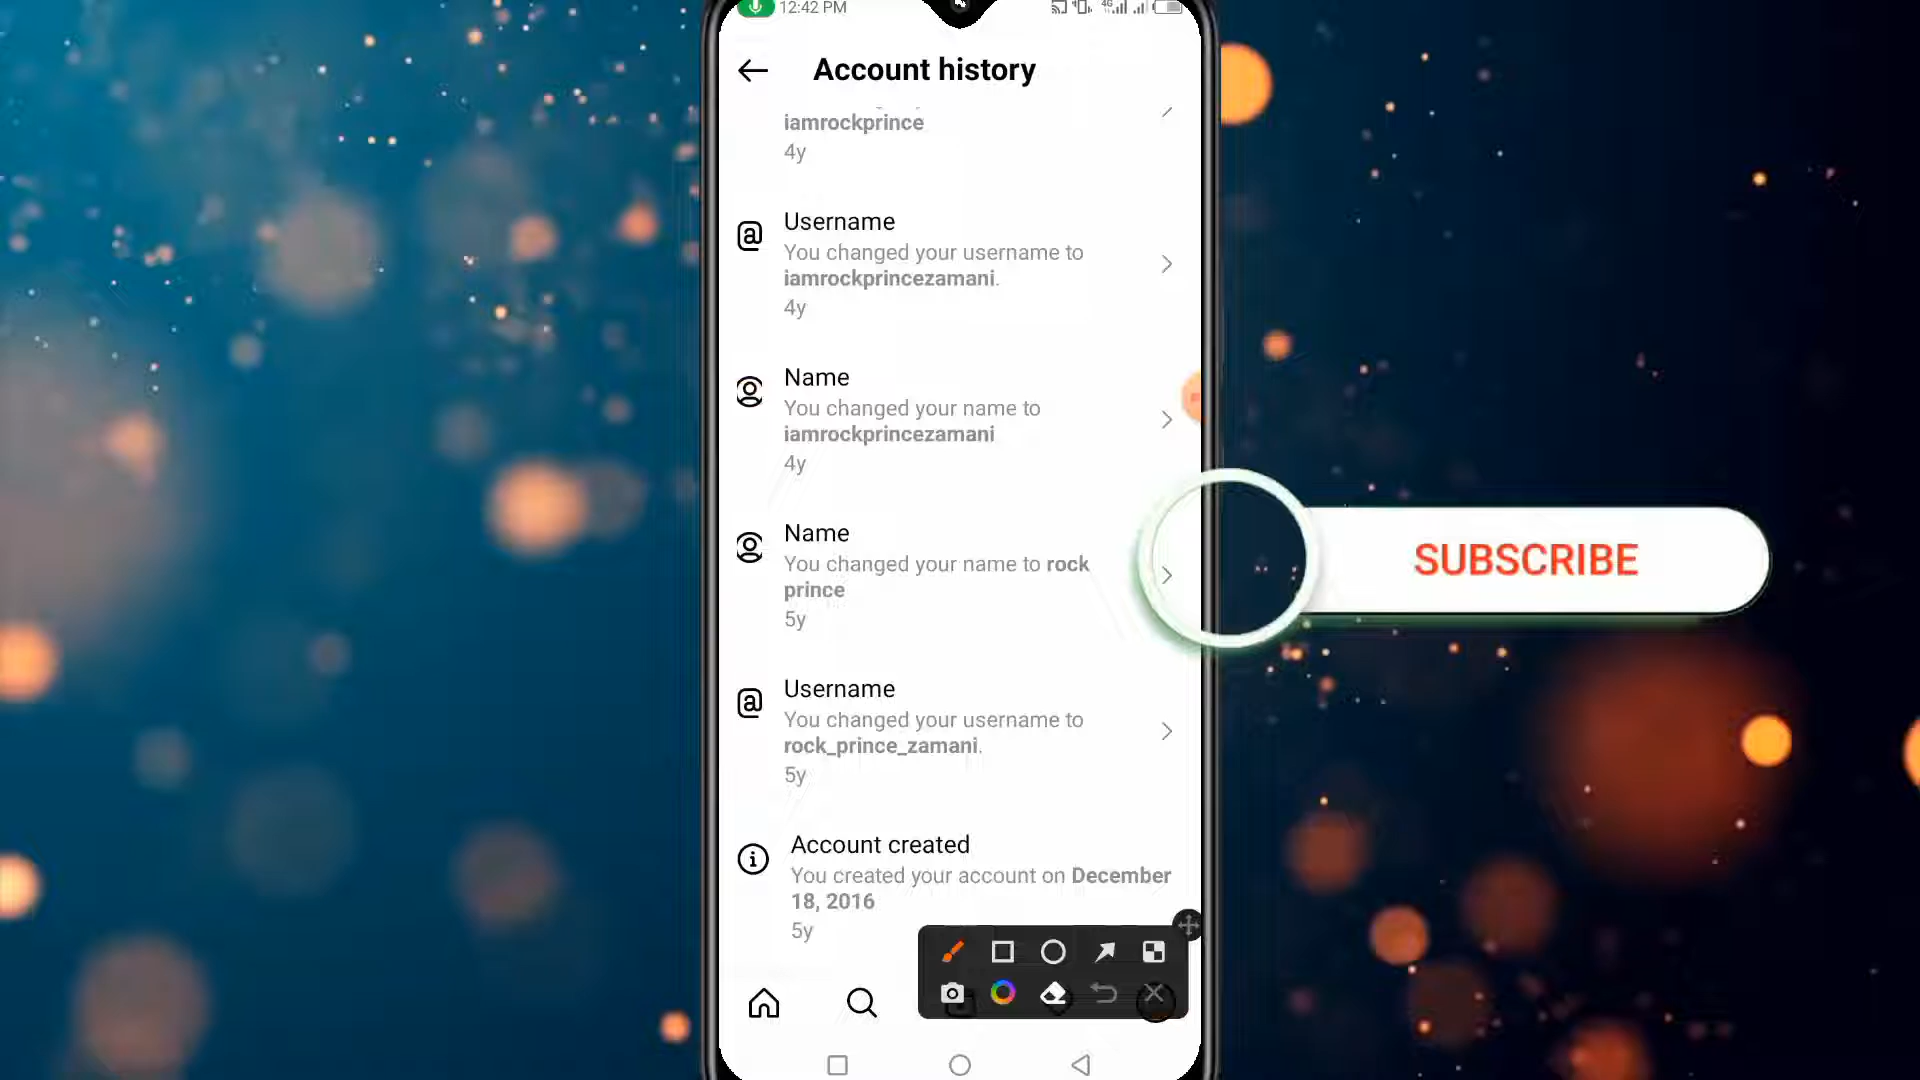 12:42 PM
4G
Account history
iamrockprince
4y
Username
You changed your username to
iamrockprincezamani.
4y
Name
You changed your name to
iamrockprincezamani
4y
Name
You changed your name to rock
prince
5y
SUBSCRIBE
Username
You changed your username to
rock_prince_zamani.
5y
Account created
You created your account on December
18, 2016
5y